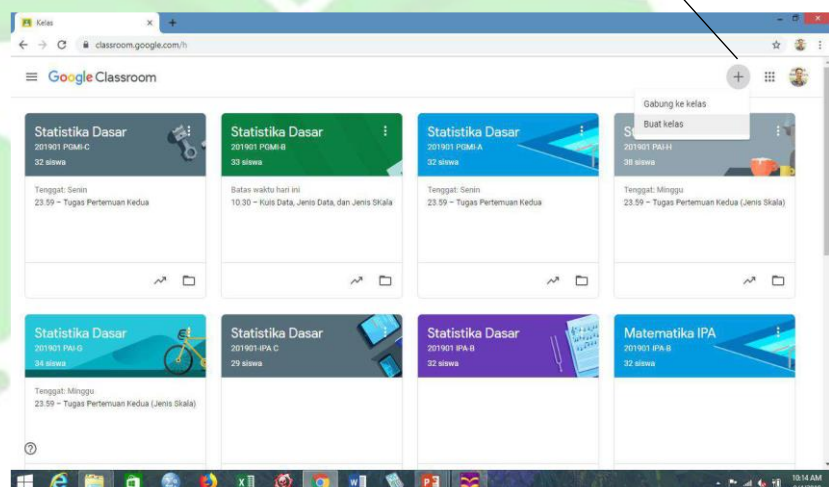 Kelas
classroom.google.com/h
Google Classroom
Gabung ke kelas
Buat kelas
Statistika Dasar
201901 PGMI-C
32 siswa
Tenggat: Senin
23.59 – Tugas Pertemuan Kedua
Statistika Dasar
201901 PGMI-B
33 siswa
Batas waktu hari ini
10.30 – Kuis Data, Jenis Data, dan Jenis SKala
Statistika Dasar
201901 PGMI-A
32 siswa
Tenggat: Senin
23.59 – Tugas Pertemuan Kedua
201901 PAI-H
38 siswa
Tenggat: Minggu
23.59 – Tugas Pertemuan Kedua (Jenis Skala)
Statistika Dasar
201901 PAI-G
34 siswa
Tenggat: Minggu
23.59 – Tugas Pertemuan Kedua (Jenis Skala)
Statistika Dasar
201901-IPA C
29 siswa
Statistika Dasar
201901 IPA-B
32 siswa
Matematika IPA
201901 IPA-B
32 siswa
10:14 AM